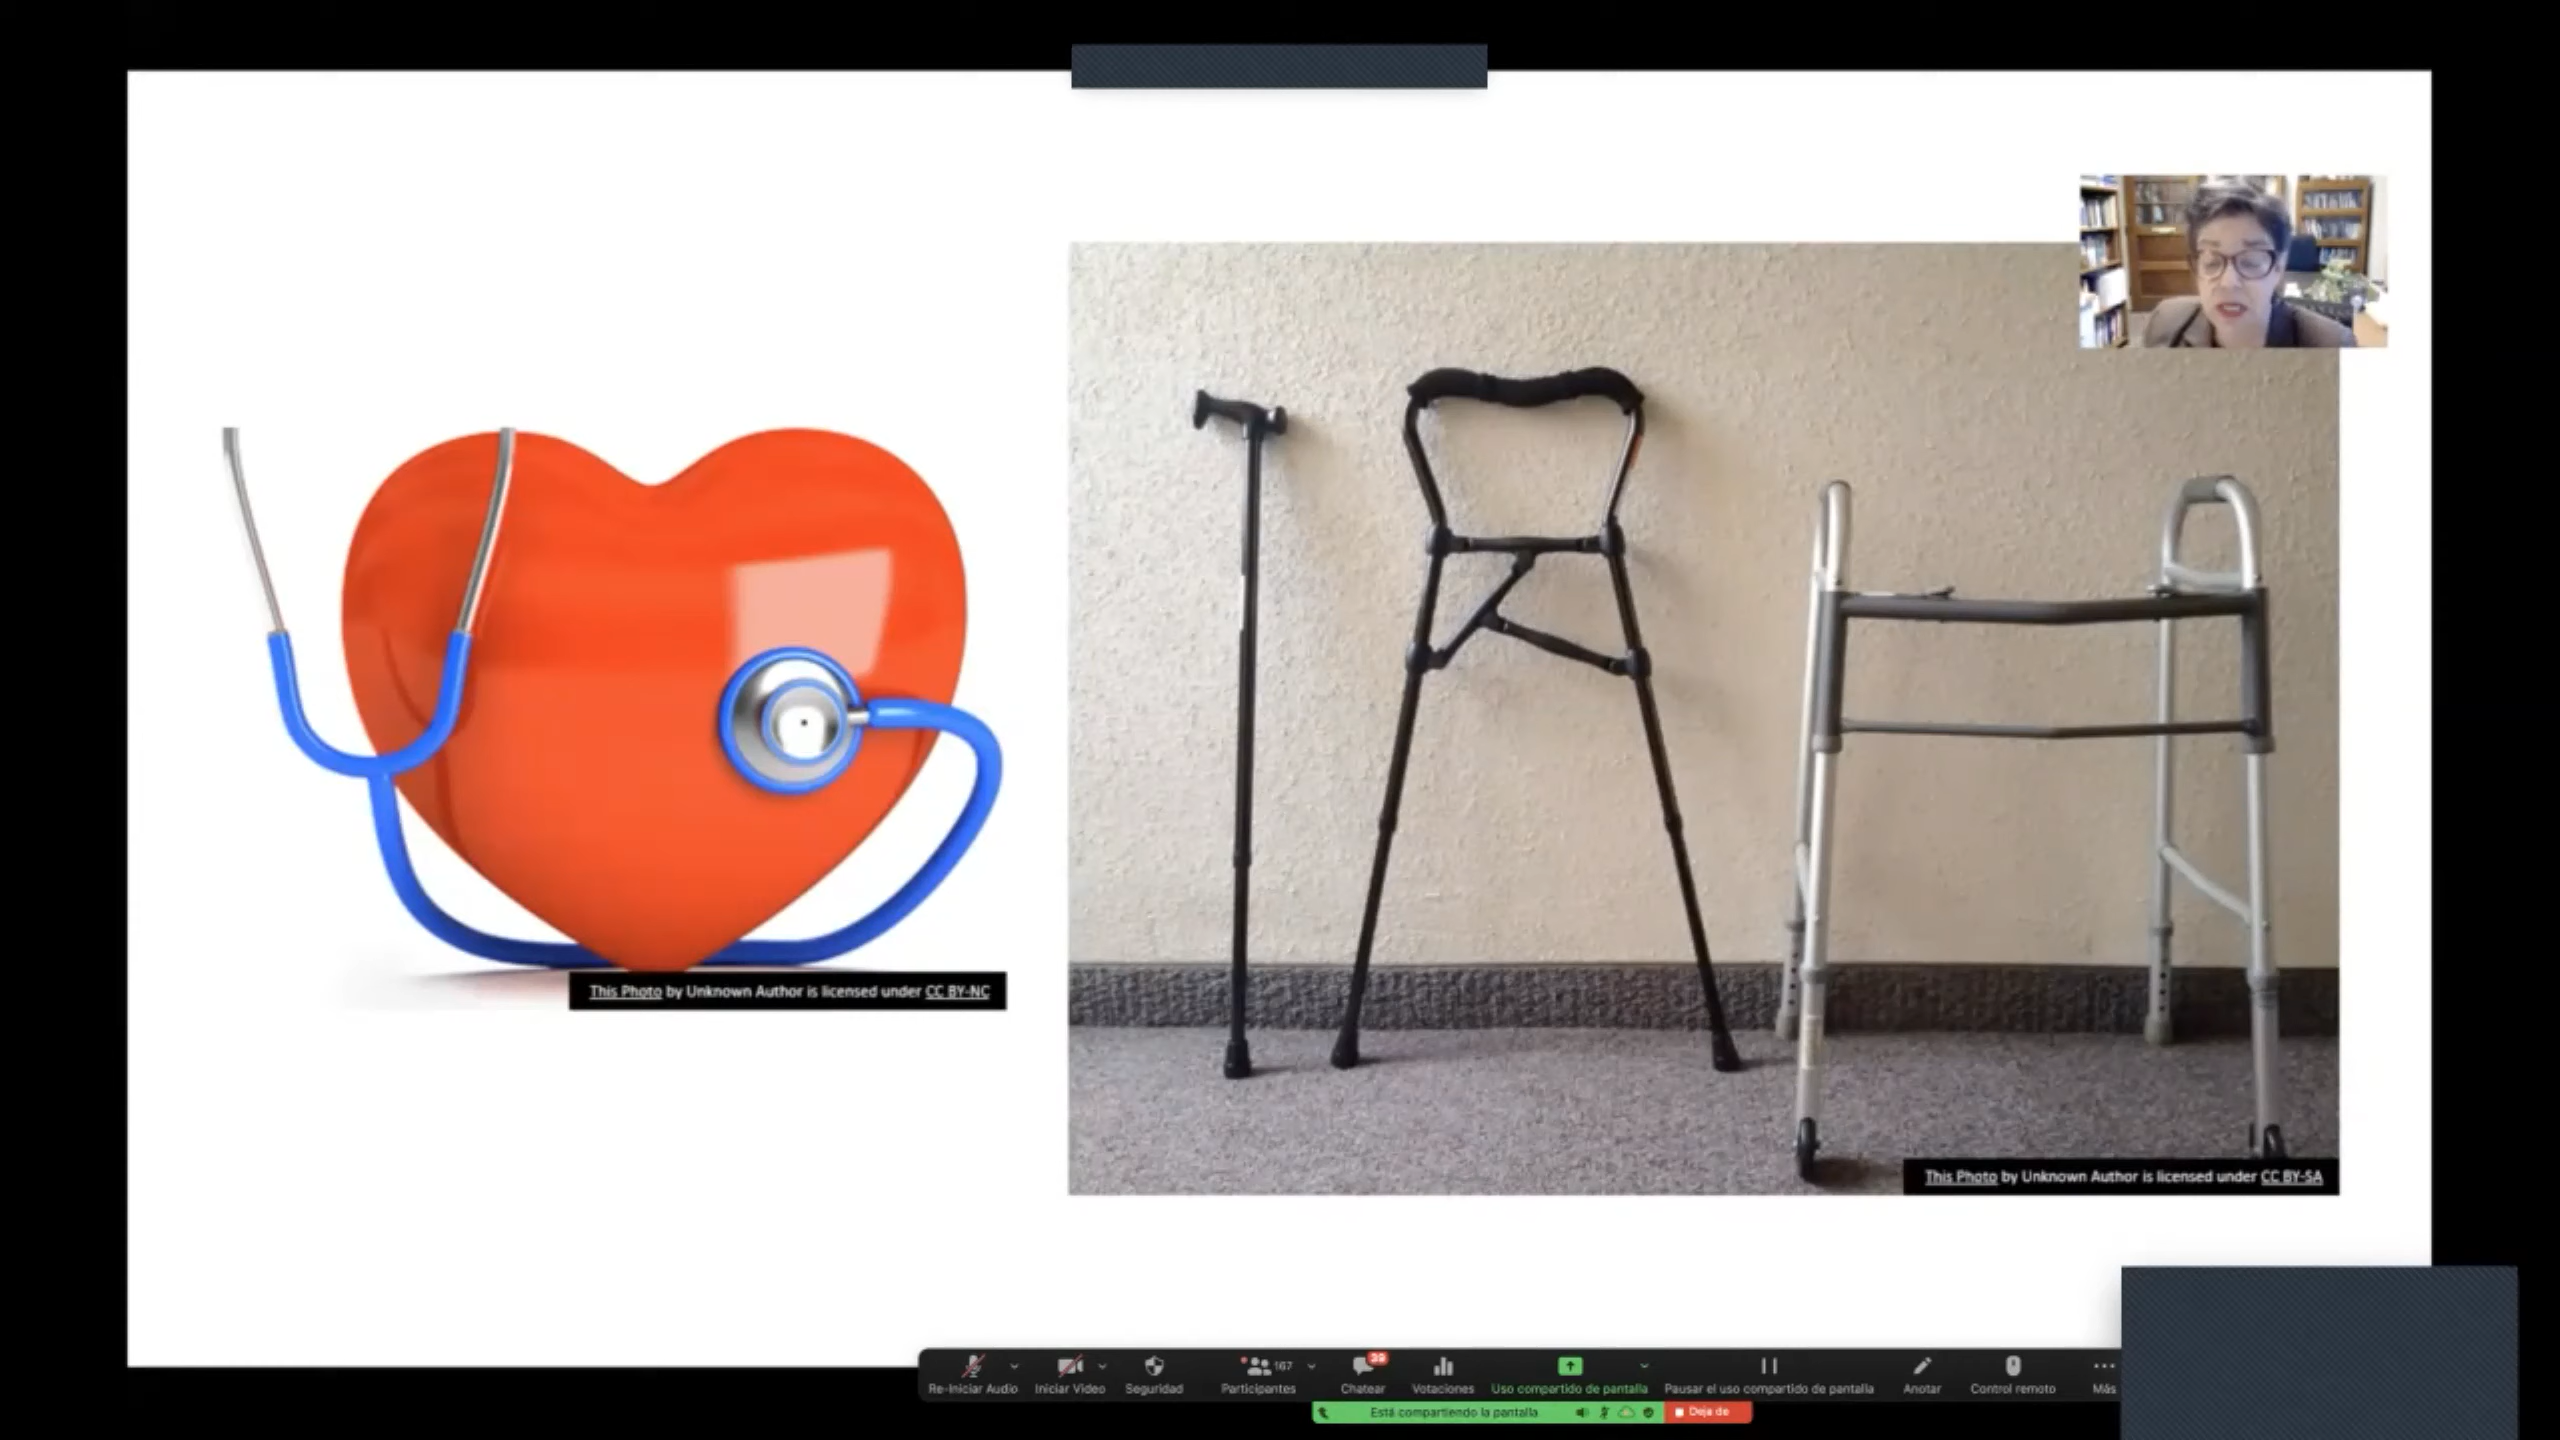 This Photo by Unknown Author is licensed under CC BY-NC
This Photo by Unknown Author is licensed under CC BY-SA
167
39
Re-Iniciar Audio
Iniciar Video
Seguridad
Participantes
Chatear
Votaciones
Uso compartido de pantalla
Pausar el uso compartido de pantalla
Anotar
Control remoto
Más
Está compartiendo la pantalla
Deja de